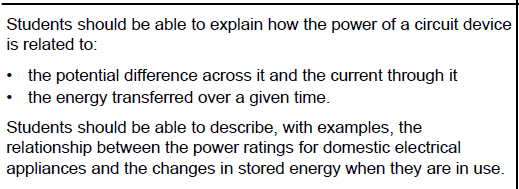 Students should be able to explain how the power of a circuit device
is related to:
• the potential difference across it and the current through it
• the energy transferred over a given time.
Students should be able to describe, with examples, the
relationship between the power ratings for domestic electrical
appliances and the changes in stored energy when they are in use.